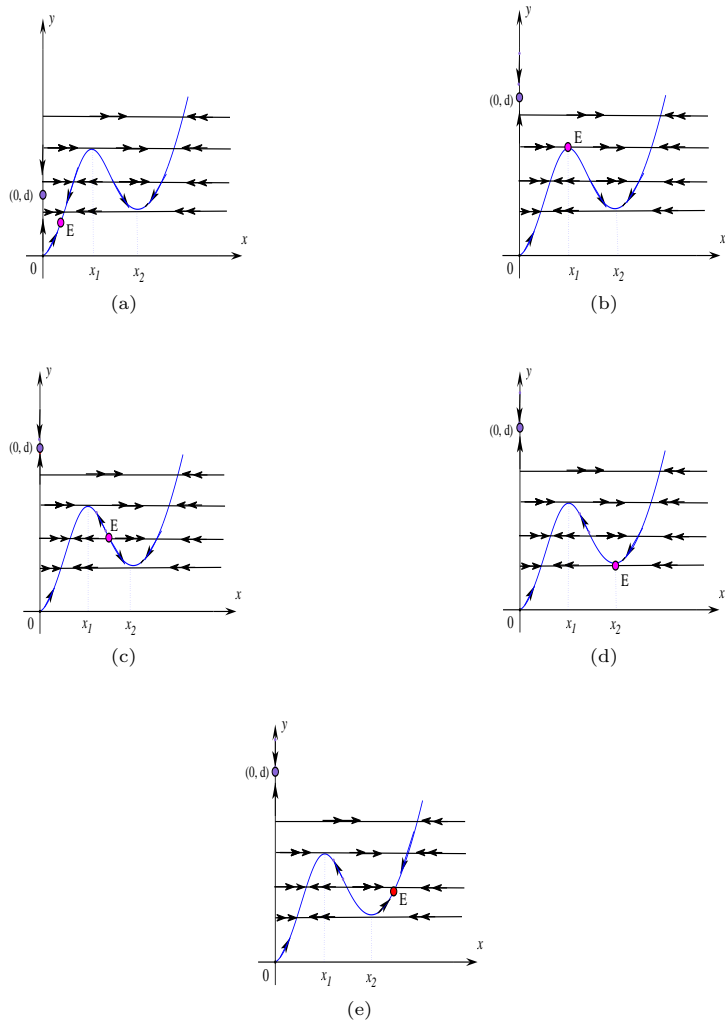 y
(0, d)
E
x
0
x1
x2
(a)
y
(0, d)
E
x
0
x1
x2
(b)
y
(0, d)
E
x
0
x1
x2
(c)
y
(0, d)
E
x
0
x1
x2
(d)
y
(0, d)
E
x
0
x1
x2
(e)